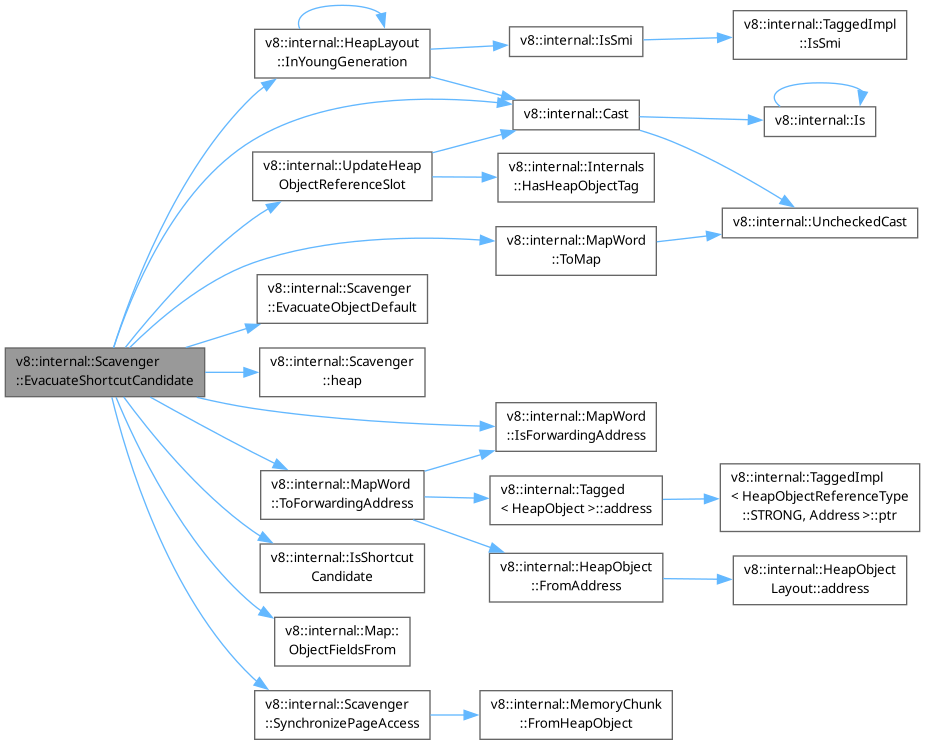 v8::internal::Scavenger
::EvacuateShortcutCandidate
v8::internal::HeapLayout
::InYoungGeneration
v8::internal::IsSmi
v8::internal::TaggedImpl
::IsSmi
v8::internal::Cast
v8::internal::Is
v8::internal::UncheckedCast
v8::internal::UpdateHeap
ObjectReferenceSlot
v8::internal::Internals
::HasHeapObjectTag
v8::internal::MapWord
::ToMap
v8::internal::Scavenger
::EvacuateObjectDefault
v8::internal::Scavenger
::heap
v8::internal::MapWord
::IsForwardingAddress
v8::internal::MapWord
::ToForwardingAddress
v8::internal::Tagged
< HeapObject >::address
v8::internal::TaggedImpl
< HeapObjectReferenceType
::STRONG, Address >::ptr
v8::internal::HeapObject
::FromAddress
v8::internal::HeapObject
Layout::address
v8::internal::IsShortcut
Candidate
v8::internal::Map::
ObjectFieldsFrom
v8::internal::Scavenger
::SynchronizePageAccess
v8::internal::MemoryChunk
::FromHeapObject